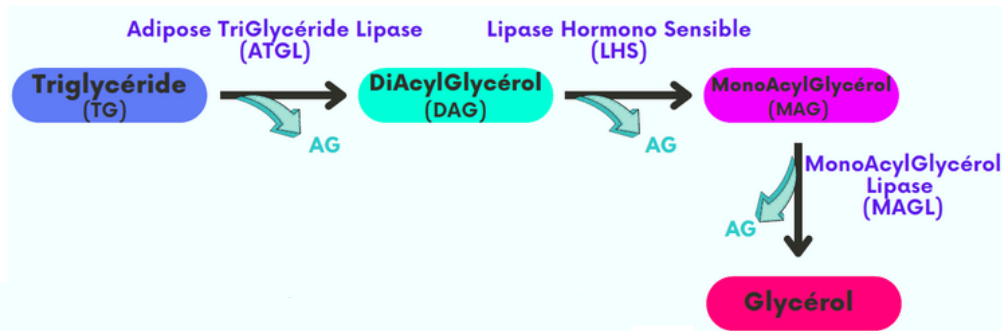 Adipose TriGlycéride Lipase
(ATGL)
Lipase Hormono Sensible
(LHS)
Triglycéride
(TG)
DiAcylGlycérol
(DAG)
MonoAcylGlycérol
(MAG)
AG
AG
MonoAcylGlycérol
Lipase
(MAGL)
AG
Glycérol